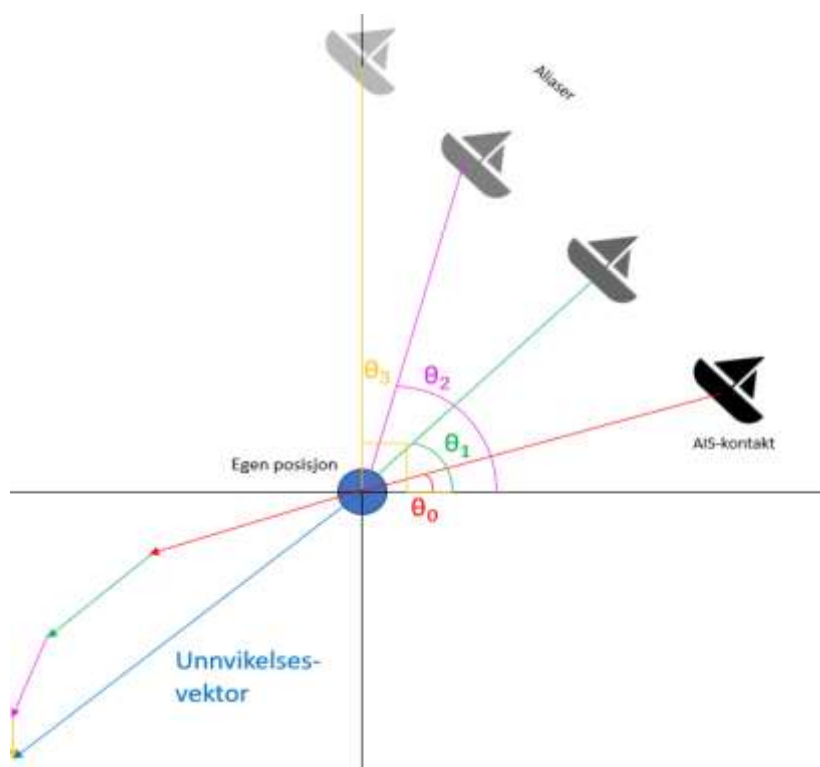 Aliaser
θ₃
θ₂
θ₁
AIS-kontakt
Egen posisjon
θ₀
Unnvikelses-
vektor